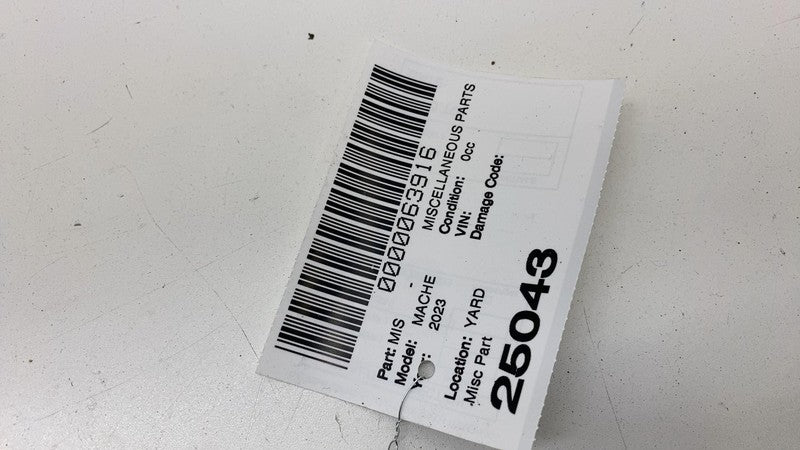 0000063916
Part: MIS - MISCELLANEOUS PARTS
Model: MACHE Condition: 0cc
2023 VIN:
Damage Code:
Location: YARD
Misc Part
25043